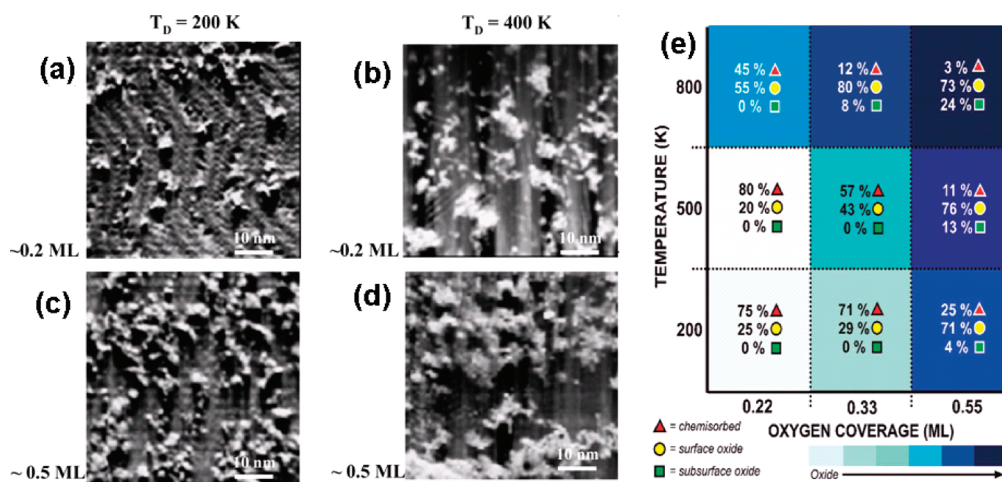 T_D = 200 K
T_D = 400 K
(a)
(b)
~0.2 ML
10 nm
~0.2 ML
10 nm
(c)
(d)
~ 0.5 ML
10 nm
~ 0.5 ML
10 nm
(e)
TEMPERATURE (K)
800
45 %
55 %
0 %
12 %
80 %
8 %
3 %
73 %
24 %
500
80 %
20 %
0 %
57 %
43 %
0 %
11 %
76 %
13 %
200
75 %
25 %
0 %
71 %
29 %
0 %
25 %
71 %
4 %
0.22 0.33 0.55
OXYGEN COVERAGE (ML)
= chemisorbed
= surface oxide
= subsurface oxide
Oxide